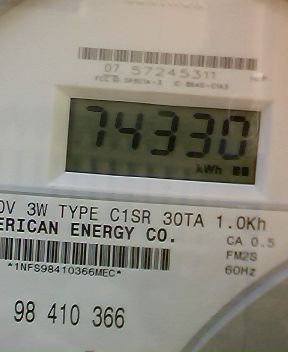 07 57245311
74330
kWh
0V 3W TYPE C1SR 30TA 1.0Kh
ERICAN ENERGY CO.
CA 0.5
FM2S
60Hz
*1NFS98410366MEC*
98 410 366